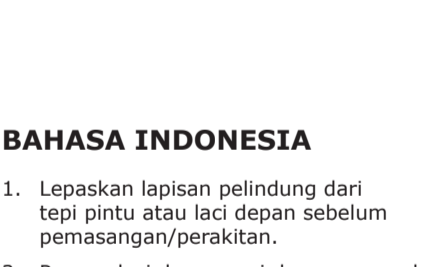 BAHASA INDONESIA
1. Lepaskan lapisan pelindung dari
tepi pintu atau laci depan sebelum
pemasangan/perakitan.